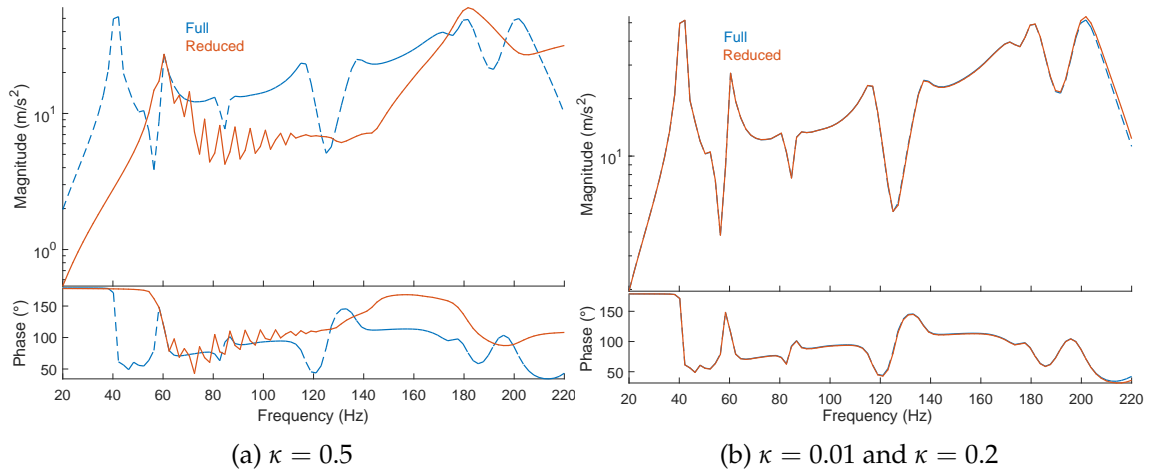 Full
Reduced
10¹
10⁰
Magnitude (m/s²)
150
100
50
Phase (°)
20 40 60 80 100 120 140 160 180 200 220
Frequency (Hz)
(a) κ = 0.5
Full
Reduced
10¹
Magnitude (m/s²)
150
100
50
Phase (°)
20 40 60 80 100 120 140 160 180 200 220
Frequency (Hz)
(b) κ = 0.01 and κ = 0.2